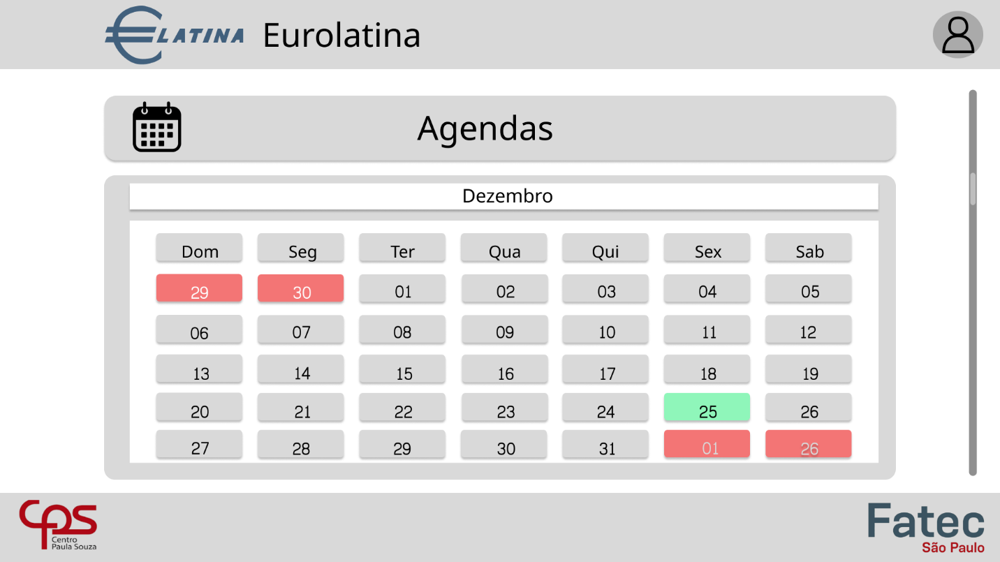 €LATINA Eurolatina
Agendas
Dezembro
Dom Seg Ter Qua Qui Sex Sab
29 30 01 02 03 04 05
06 07 08 09 10 11 12
13 14 15 16 17 18 19
20 21 22 23 24 25 26
27 28 29 30 31 01 26
cps
Centro
Paula Souza
Fatec
São Paulo